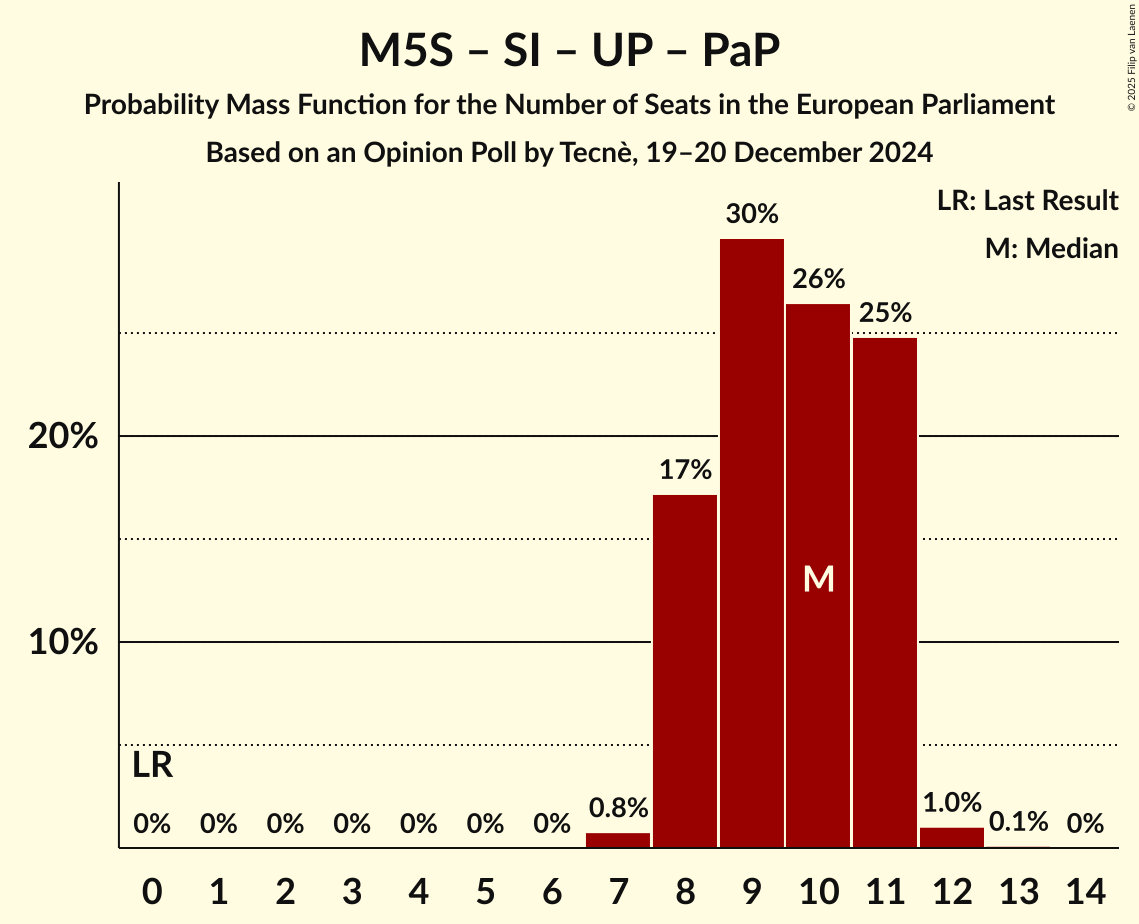 M5S – SI – UP – PaP
Probability Mass Function for the Number of Seats in the European Parliament
Based on an Opinion Poll by Tecnè, 19–20 December 2024
© 2025 Filip van Laenen
LR: Last Result
M: Median
30%
26%
25%
20%
17%
M
10%
LR
0% 0% 0% 0% 0% 0% 0% 0.8% 1.0% 0.1% 0%
0 1 2 3 4 5 6 7 8 9 10 11 12 13 14